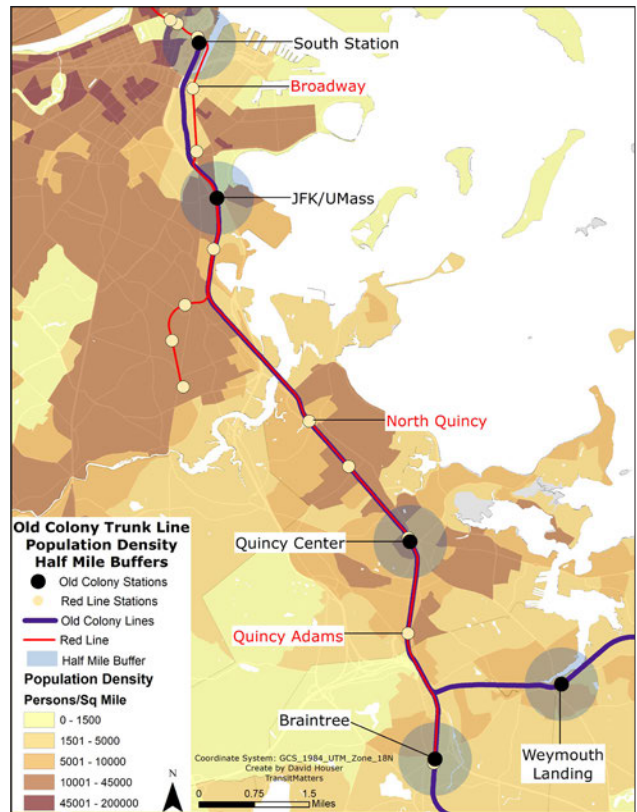 South Station
Broadway
JFK/UMass
North Quincy
Quincy Center
Quincy Adams
Braintree
Weymouth
Landing
Old Colony Trunk Line
Population Density
Half Mile Buffers
Old Colony Stations
Red Line Stations
Old Colony Lines
Red Line
Half Mile Buffer
Population Density
Persons/Sq Mile
0 - 1500
1501 - 5000
5001 - 10000
10001 - 45000
45001 - 200000
Coordinate System: GCS_1984_UTM_Zone_18N
Create by David Houser
TransitMatters
N
0 0.75 1.5
Miles